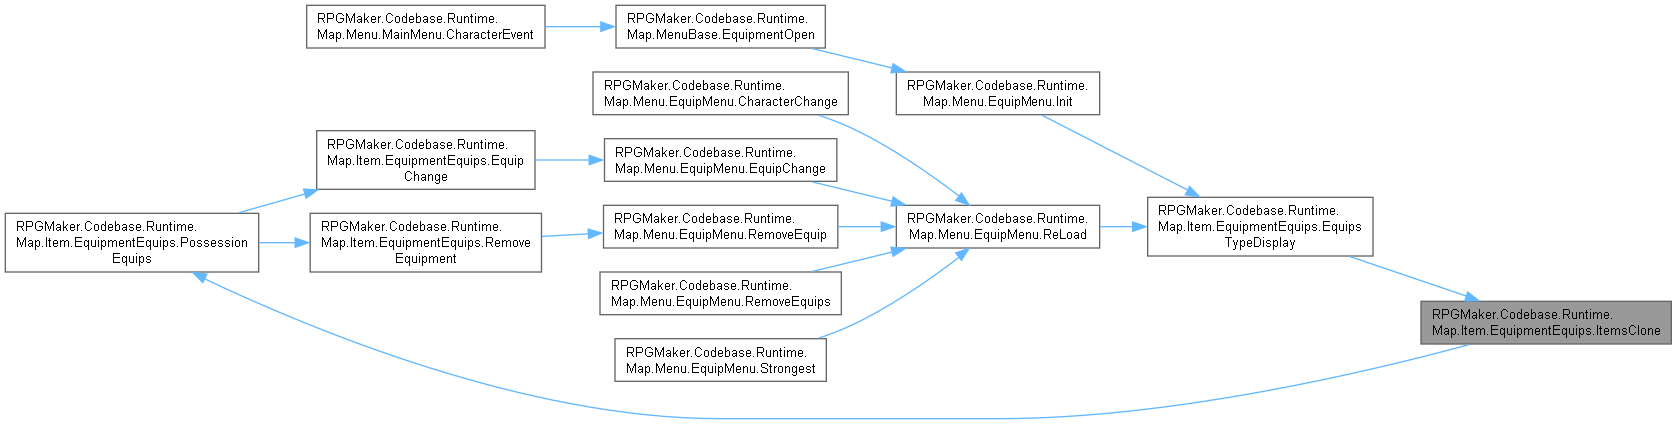 RPGMaker.Codebase.Runtime.
Map.Menu.MainMenu.CharacterEvent
RPGMaker.Codebase.Runtime.
Map.MenuBase.EquipmentOpen
RPGMaker.Codebase.Runtime.
Map.Menu.EquipMenu.CharacterChange
RPGMaker.Codebase.Runtime.
Map.Menu.EquipMenu.Init
RPGMaker.Codebase.Runtime.
Map.Item.EquipmentEquips.Equip
Change
RPGMaker.Codebase.Runtime.
Map.Menu.EquipMenu.EquipChange
RPGMaker.Codebase.Runtime.
Map.Item.EquipmentEquips.Possession
Equips
RPGMaker.Codebase.Runtime.
Map.Item.EquipmentEquips.Remove
Equipment
RPGMaker.Codebase.Runtime.
Map.Menu.EquipMenu.RemoveEquip
RPGMaker.Codebase.Runtime.
Map.Menu.EquipMenu.ReLoad
RPGMaker.Codebase.Runtime.
Map.Item.EquipmentEquips.Equips
TypeDisplay
RPGMaker.Codebase.Runtime.
Map.Menu.EquipMenu.RemoveEquips
RPGMaker.Codebase.Runtime.
Map.Item.EquipmentEquips.ItemsClone
RPGMaker.Codebase.Runtime.
Map.Menu.EquipMenu.Strongest